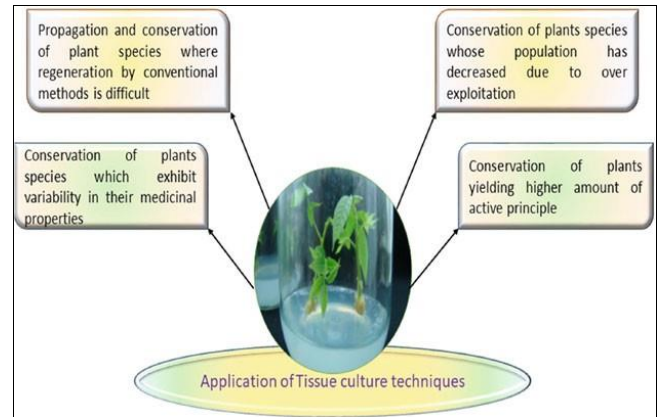 Propagation and conservation
of plant species where
regeneration by conventional
methods is difficult
Conservation of plants species
whose population has
decreased due to over
exploitation
Conservation of plants
species which exhibit
variability in their medicinal
properties
Conservation of plants
yielding higher amount of
active principle
Application of Tissue culture techniques